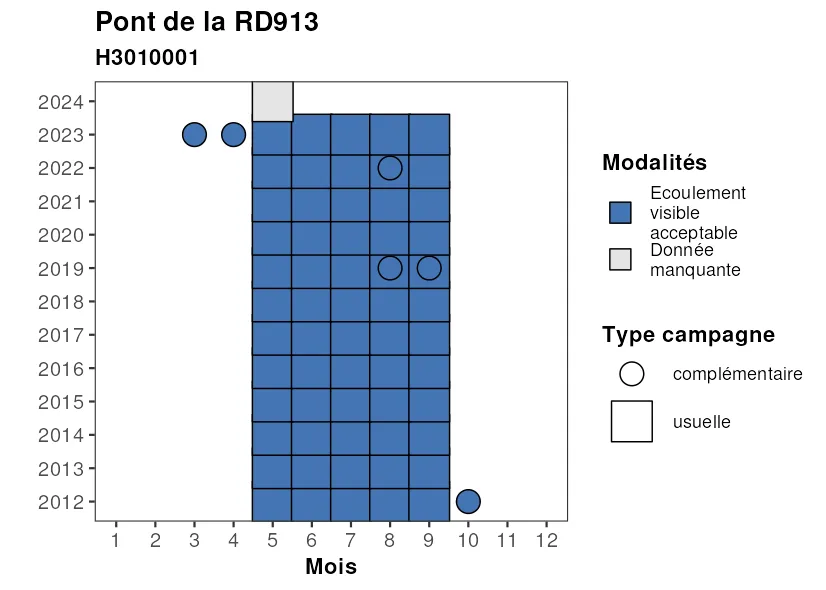 Pont de la RD913
H3010001
2024
2023
2022
2021
2020
2019
2018
2017
2016
2015
2014
2013
2012
1 2 3 4 5 6 7 8 9 10 11 12
Mois
Modalités
Ecoulement
visible
acceptable
Donnée
manquante
Type campagne
complémentaire
usuelle